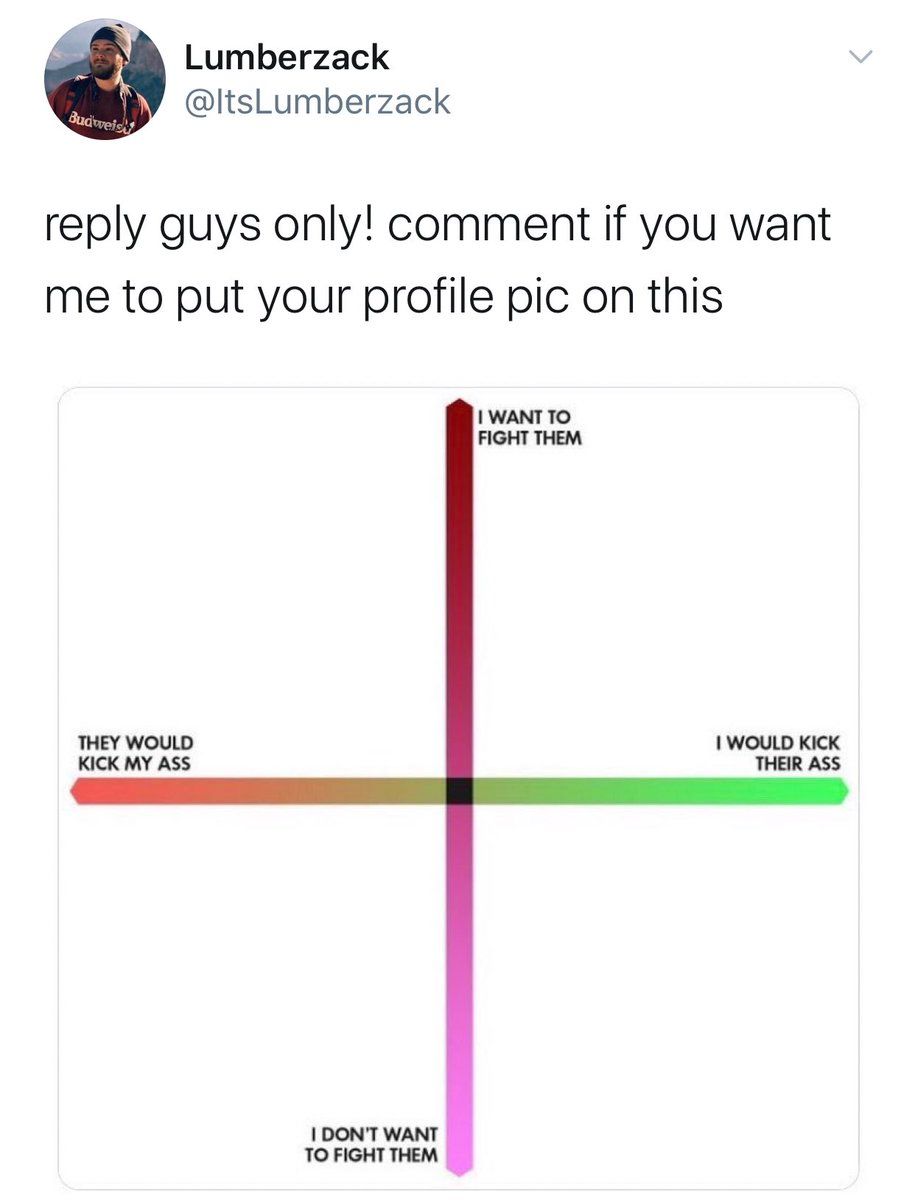 Lumberzack
@ItsLumberzack
Budweis
reply guys only! comment if you want
me to put your profile pic on this
I WANT TO
FIGHT THEM
THEY WOULD
KICK MY ASS
I WOULD KICK
THEIR ASS
I DON'T WANT
TO FIGHT THEM